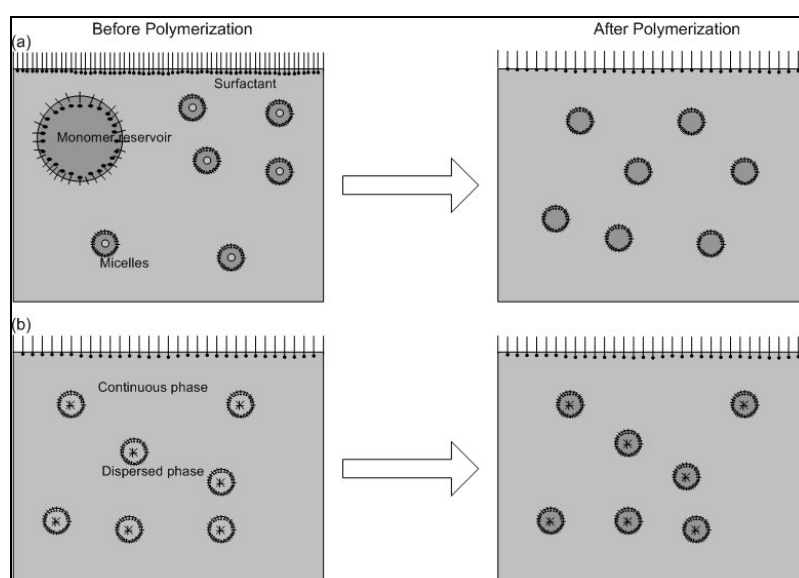 Before Polymerization
After Polymerization
(a)
Surfactant
Monomer reservoir
Micelles
(b)
Continuous phase
Dispersed phase